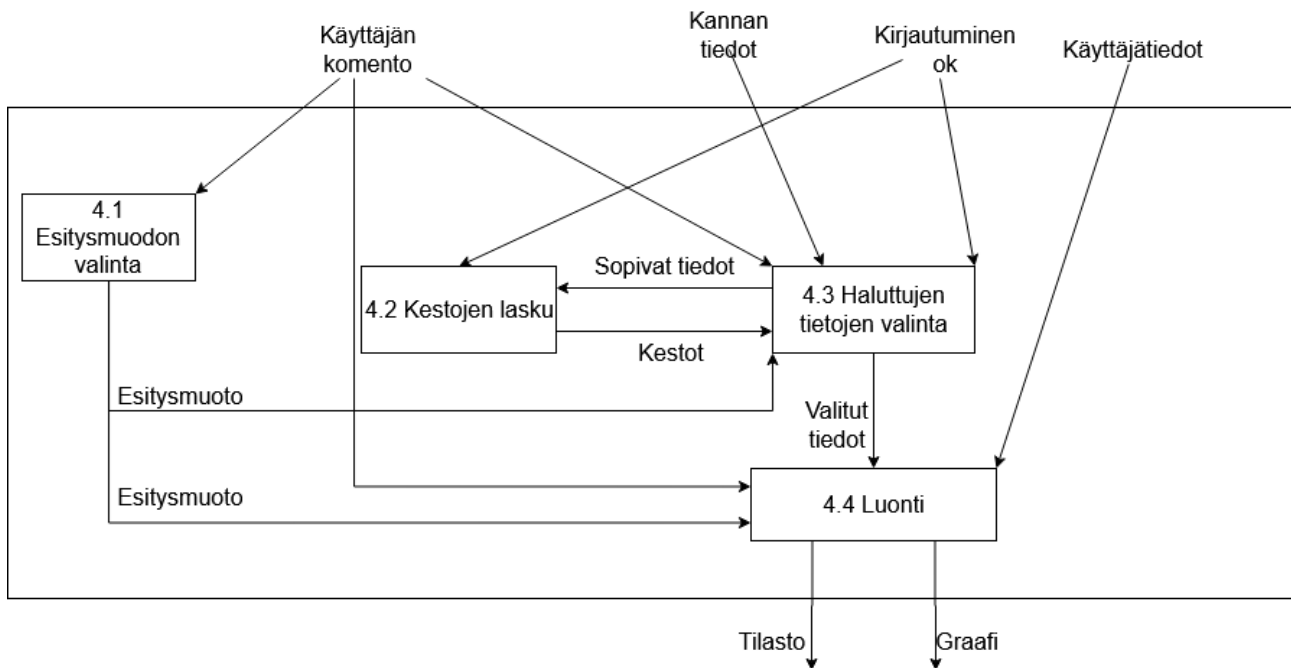 Käyttäjän
komento
Kannan
tiedot
Kirjautuminen
ok
Käyttäjätiedot
4.1
Esitysmuodon
valinta
Sopivat tiedot
4.2 Kestojen lasku
4.3 Haluttujen
tietojen valinta
Kestot
Esitysmuoto
Valitut
tiedot
Esitysmuoto
4.4 Luonti
Tilasto
Graafi